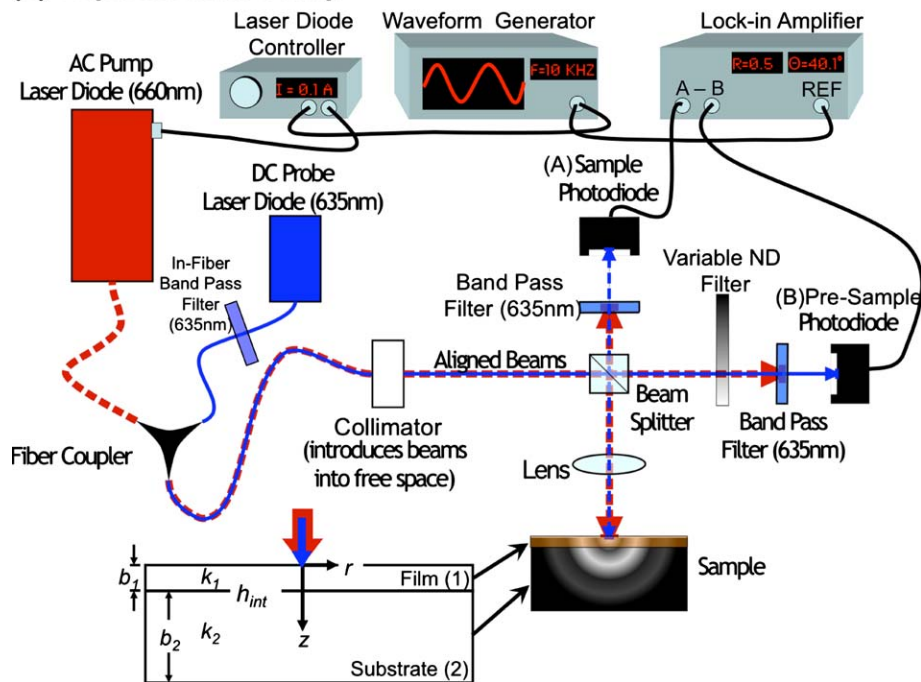 Laser Diode
Controller
Waveform Generator
Lock-in Amplifier
AC Pump
Laser Diode (660nm)
I = 0.1 A
F=10 KHZ
R=0.5
Θ=40.1°
A – B
REF
DC Probe
Laser Diode (635nm)
(A) Sample
Photodiode
In-Fiber
Band Pass
Filter
(635nm)
Band Pass
Filter (635nm)
Variable ND
Filter
(B)Pre-Sample
Photodiode
Aligned Beams
Beam
Splitter
Band Pass
Filter (635nm)
Fiber Coupler
Collimator
(introduces beams
into free space)
Lens
Sample
r
b1
k1
Film (1)
hint
b2
k2
z
Substrate (2)